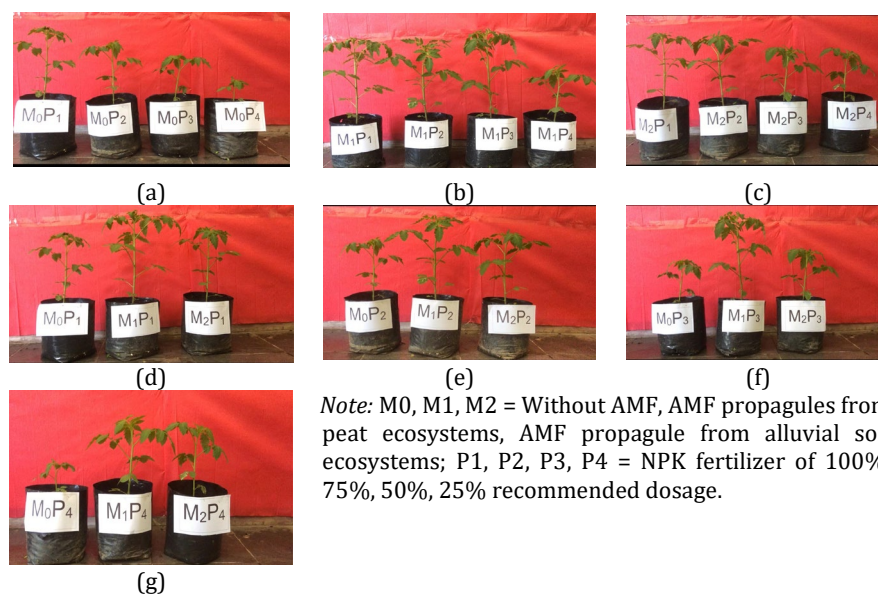 M₀P₁ M₀P₂ M₀P₃ M₀P₄
M₁P₁ M₁P₂ M₁P₃ M₁P₄
M₂P₁ M₂P₂ M₂P₃ M₂P₄
(a) (b) (c)
M₀P₁ M₁P₁ M₂P₁
M₀P₂ M₁P₂ M₂P₂
M₀P₃ M₁P₃ M₂P₃
(d) (e) (f)
M₀P₄ M₁P₄ M₂P₄
(g)
Note: M0, M1, M2 = Without AMF, AMF propagules from
peat ecosystems, AMF propagule from alluvial so
ecosystems; P1, P2, P3, P4 = NPK fertilizer of 100%
75%, 50%, 25% recommended dosage.